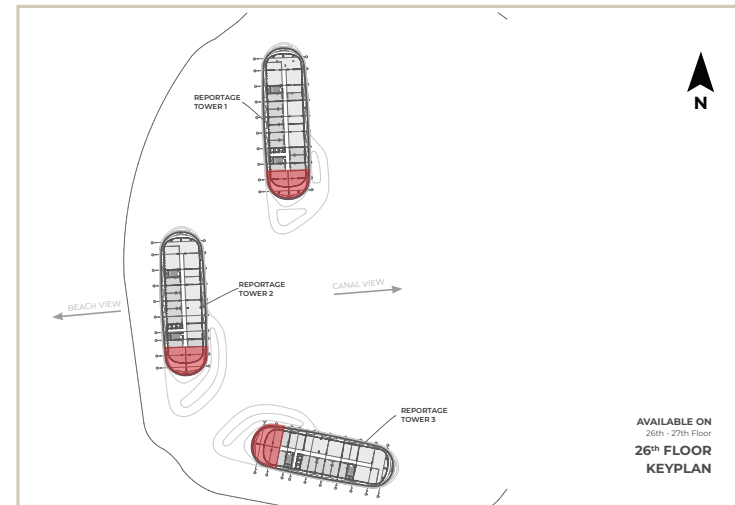 REPORTAGE
TOWER 1
N
REPORTAGE
TOWER 2
CANAL VIEW
BEACH VIEW
REPORTAGE
TOWER 3
AVAILABLE ON
26th - 27th Floor
26th FLOOR
KEYPLAN